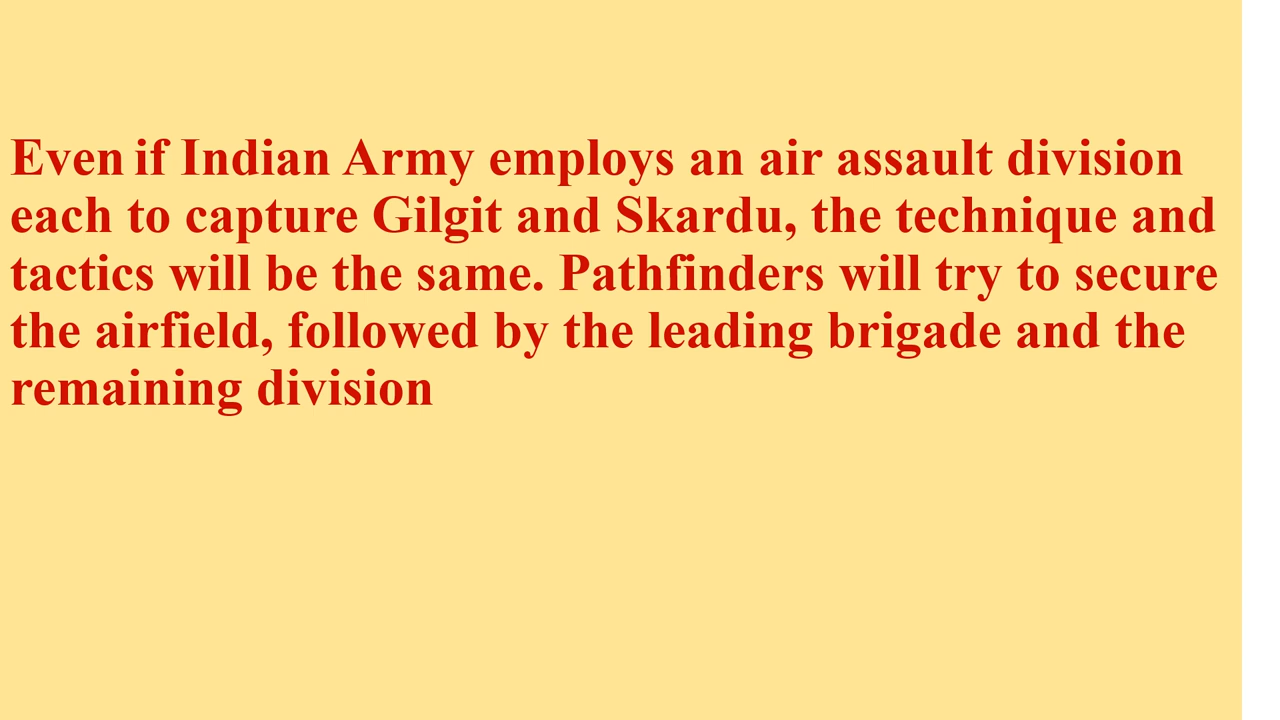 Even if Indian Army employs an air assault division
each to capture Gilgit and Skardu, the technique and
tactics will be the same. Pathfinders will try to secure
the airfield, followed by the leading brigade and the
remaining division